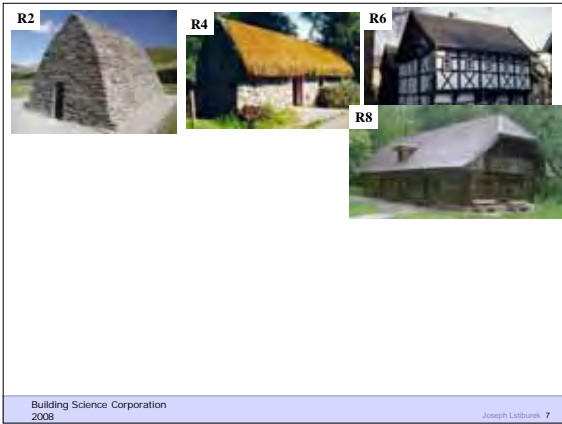 R2
R4
R6
R8
Building Science Corporation
2008
Joseph Lstiburek 7